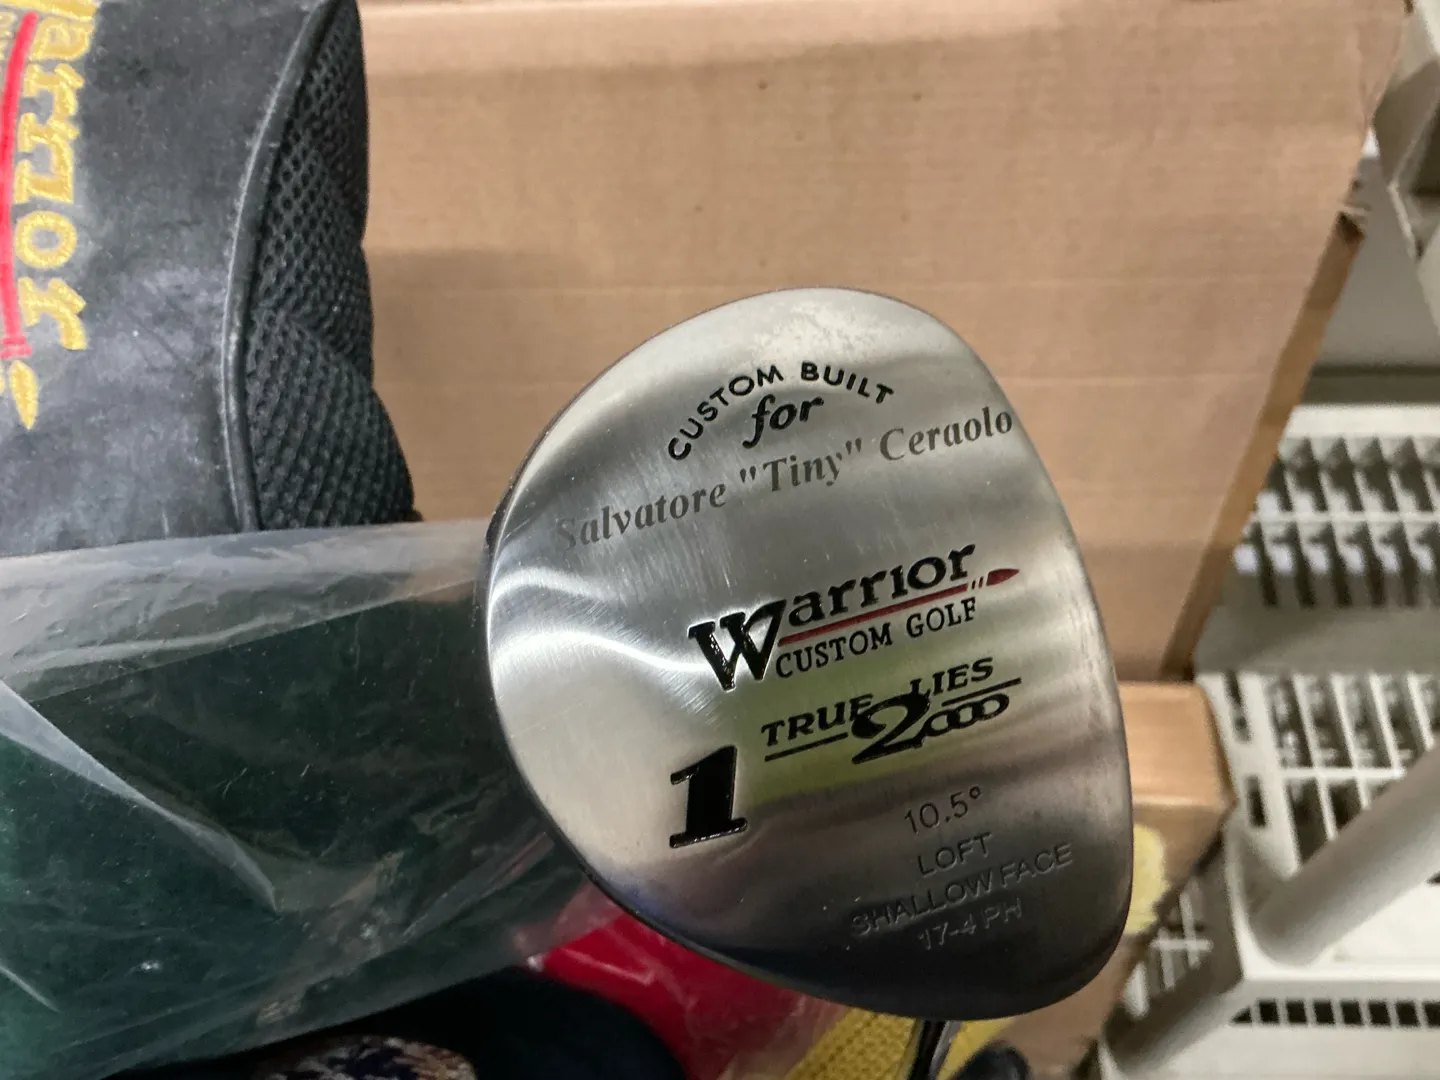 Warrior
CUSTOM BUILT
for
Salvatore "Tiny" Ceraolo
Warrior
CUSTOM GOLF
TRUE LIES
2000
1
10.5°
LOFT
SHALLOW FACE
17-4 PH